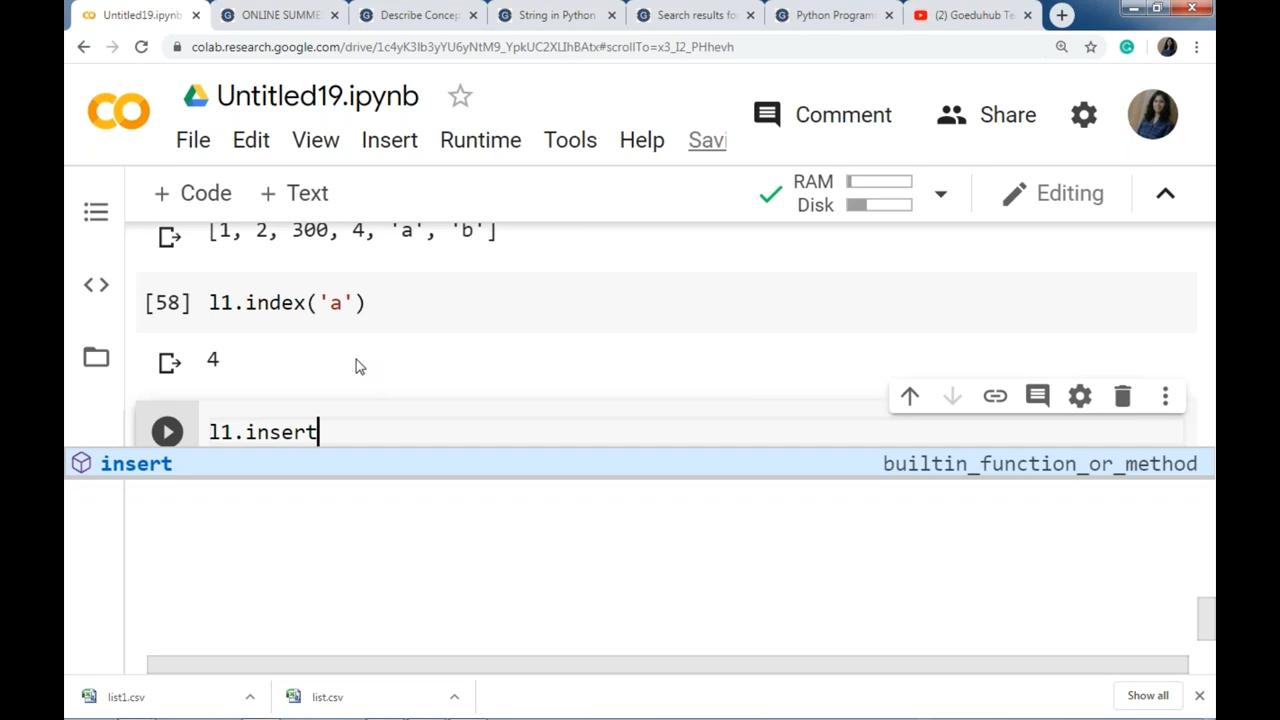 Untitled19.ipynb
ONLINE SUMME
Describe Concep
String in Python
Search results fo
Python Programi
(2) Goeduhub Te
colab.research.google.com/drive/1c4yK3Ib3yYU6yNtM9_YpkUC2XLIhBAtx#scrollTo=x3_I2_PHhevh
Untitled19.ipynb
Comment
Share
File Edit View Insert Runtime Tools Help Savi
+ Code + Text
RAM
Disk
Editing
[1, 2, 300, 4, 'a', 'b']
[58] l1.index('a')
4
l1.insert
insert builtin_function_or_method
list1.csv
list.csv
Show all